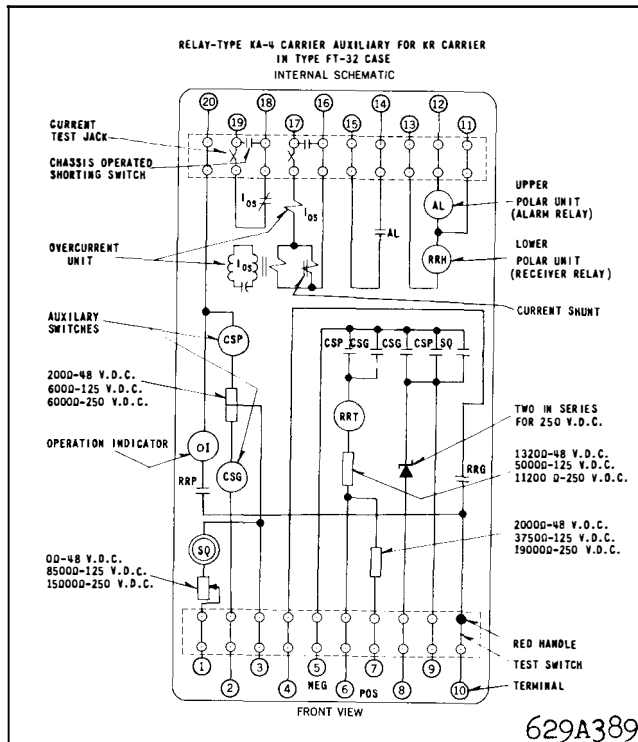 RELAY-TYPE KA-4 CARRIER AUXILIARY FOR KR CARRIER
IN TYPE FT-32 CASE
INTERNAL SCHEMATIC
20
19
18
17
16
15
14
13
12
11
CURRENT
TEST JACK
CHASSIS OPERATED
SHORTING SWITCH
IOS
IOS
AL
AL
UPPER
POLAR UNIT
(ALARM RELAY)
OVERCURRENT
UNIT
IOS
RRH
LOWER
POLAR UNIT
(RECEIVER RELAY)
CURRENT SHUNT
AUXILARY
SWITCHES
CSP
CSP
CSG
CSG
CSP
SQ
200Ω-48 V.D.C.
600Ω-125 V.D.C.
6000Ω-250 V.D.C.
RRT
TWO IN SERIES
FOR 250 V.D.C.
OPERATION INDICATOR
OI
CSG
RRP
RRG
1320Ω-48 V.D.C.
5000Ω-125 V.D.C.
11200 Ω-250 V.D.C.
SQ
2000Ω-48 V.D.C.
3750Ω-125 V.D.C.
19000Ω-250 V.D.C.
0Ω-48 V.D.C.
8500Ω-125 V.D.C.
15000Ω-250 V.D.C.
RED HANDLE
TEST SWITCH
TERMINAL
1
2
3
4
5
NEG
6
POS
7
8
9
10
FRONT VIEW
629A389